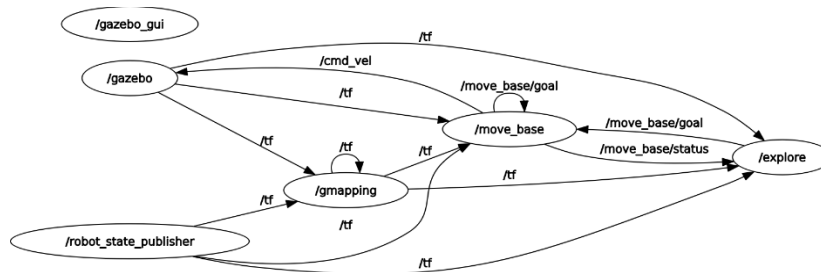 /gazebo_gui
/tf
/cmd_vel
/gazebo
/move_base/goal
/tf
/move_base
/move_base/goal
/tf
/tf
/tf
/move_base/status
/explore
/gmapping
/tf
/tf
/tf
/robot_state_publisher
/tf